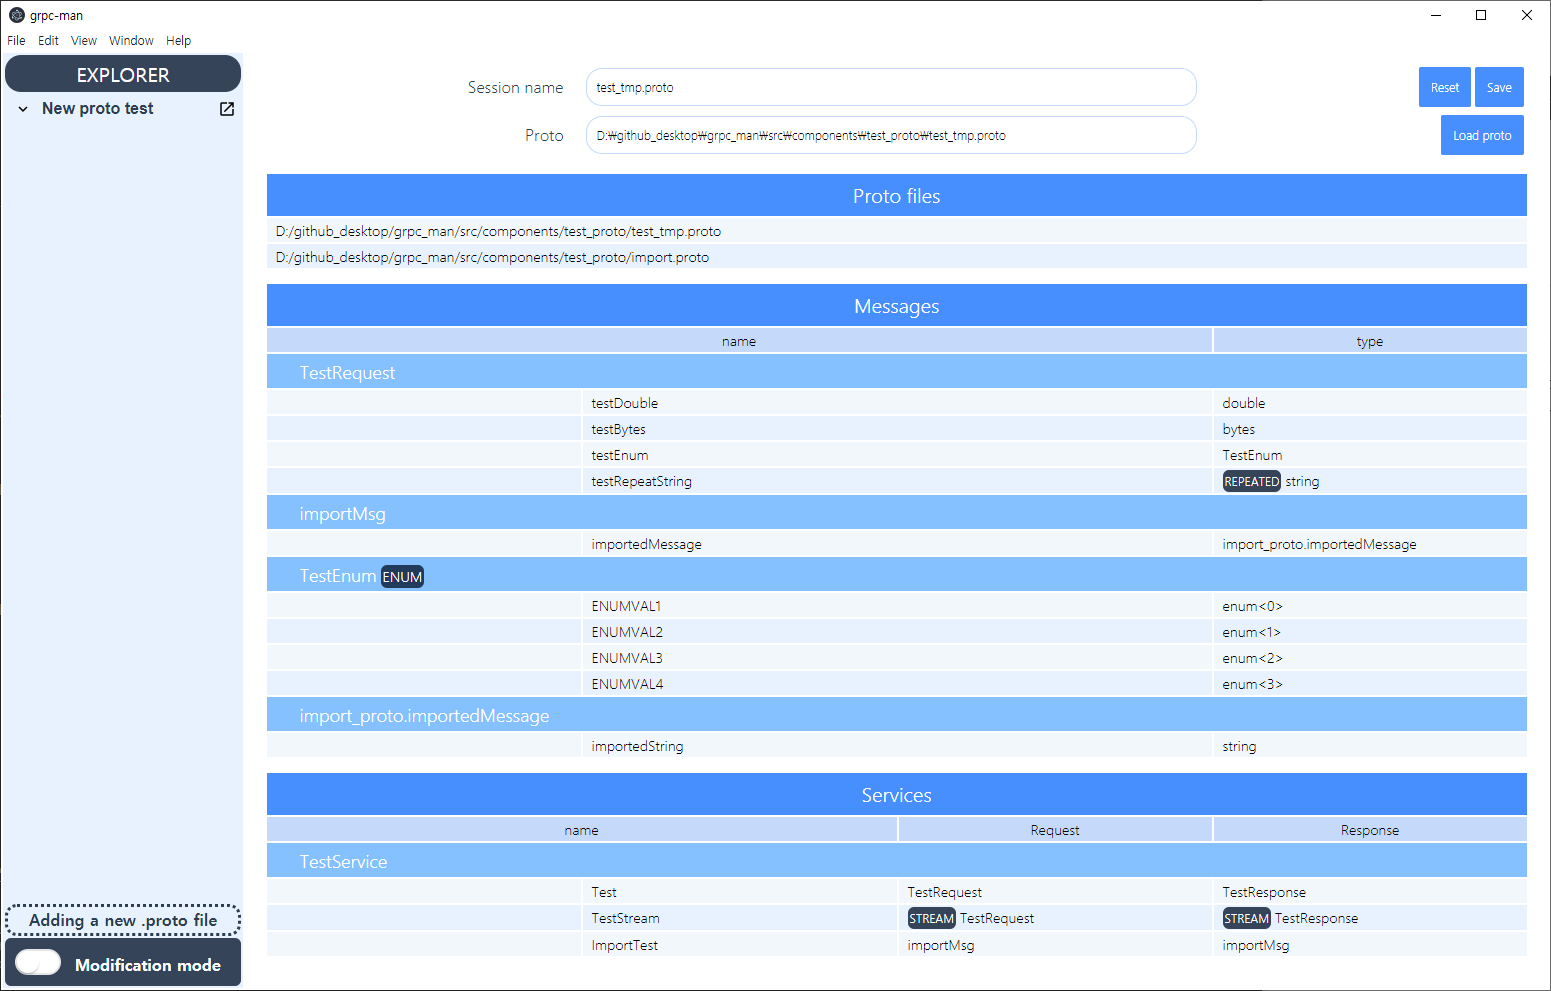 grpc-man
File Edit View Window Help
EXPLORER
New proto test
Session name test_tmp.proto Reset Save
Proto D:₩github_desktop₩grpc_man₩src₩components₩test_proto₩test_tmp.proto Load proto
Proto files
D:/github_desktop/grpc_man/src/components/test_proto/test_tmp.proto
D:/github_desktop/grpc_man/src/components/test_proto/import.proto
Messages
name type
TestRequest
testDouble double
testBytes bytes
testEnum TestEnum
testRepeatString REPEATED string
importMsg
importedMessage import_proto.importedMessage
TestEnum ENUM
ENUMVAL1 enum<0>
ENUMVAL2 enum<1>
ENUMVAL3 enum<2>
ENUMVAL4 enum<3>
import_proto.importedMessage
importedString string
Services
name Request Response
TestService
Test TestRequest TestResponse
TestStream STREAM TestRequest STREAM TestResponse
ImportTest importMsg importMsg
Adding a new .proto file
Modification mode